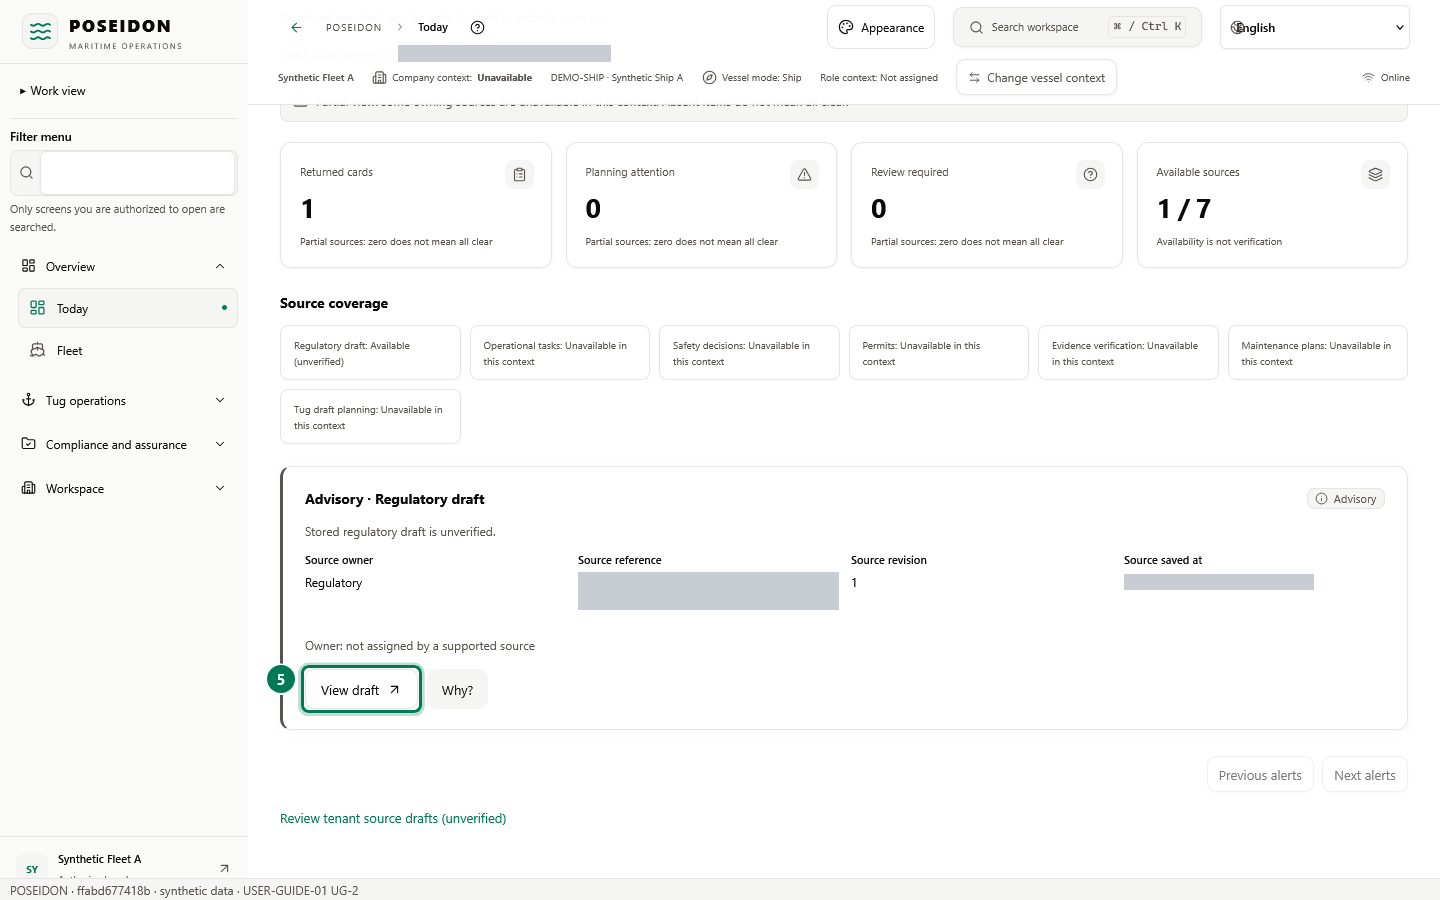 POSEIDON
MARITIME OPERATIONS
Work view
Filter menu
Only screens you are authorized to open are
searched.
Overview
Today
Fleet
Tug operations
Compliance and assurance
Workspace
SY
Synthetic Fleet A
POSEIDON
Today
Appearance
Search workspace
⌘ / Ctrl K
English
Synthetic Fleet A
Company context: Unavailable
DEMO-SHIP · Synthetic Ship A
Vessel mode: Ship
Role context: Not assigned
Change vessel context
Online
Returned cards
1
Partial sources: zero does not mean all clear
Planning attention
0
Partial sources: zero does not mean all clear
Review required
0
Partial sources: zero does not mean all clear
Available sources
1 / 7
Availability is not verification
Source coverage
Regulatory draft: Available
(unverified)
Operational tasks: Unavailable in
this context
Safety decisions: Unavailable in
this context
Permits: Unavailable in this
context
Evidence verification: Unavailable
in this context
Maintenance plans: Unavailable in
this context
Tug draft planning: Unavailable in
this context
Advisory · Regulatory draft
Advisory
Stored regulatory draft is unverified.
Source owner
Regulatory
Source reference
Source revision
1
Source saved at
Owner: not assigned by a supported source
5
View draft
Why?
Previous alerts
Next alerts
Review tenant source drafts (unverified)
POSEIDON · ffabd677418b · synthetic data · USER-GUIDE-01 UG-2